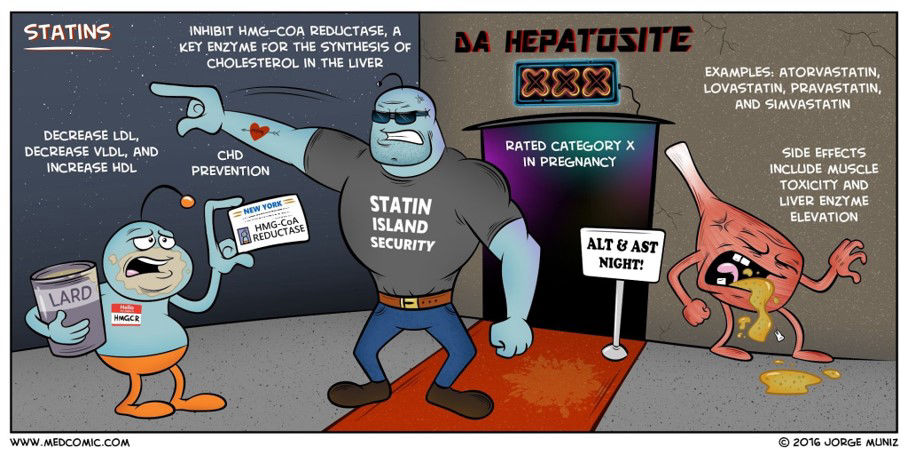 STATINS
INHIBIT HMG-COA REDUCTASE, A
KEY ENZYME FOR THE SYNTHESIS OF
CHOLESTEROL IN THE LIVER
DECREASE LDL,
DECREASE VLDL, AND
INCREASE HDL
CHD
PREVENTION
NEW YORK
HMG-CoA
REDUCTASE
LARD
Hello
HMGCR
STATIN
ISLAND
SECURITY
DA HEPATOSITE
XXX
RATED CATEGORY X
IN PREGNANCY
ALT & AST
NIGHT!
EXAMPLES: ATORVASTATIN,
LOVASTATIN, PRAVASTATIN,
AND SIMVASTATIN
SIDE EFFECTS
INCLUDE MUSCLE
TOXICITY AND
LIVER ENZYME
ELEVATION
WWW.MEDCOMIC.COM
© 2016 JORGE MUNIZ